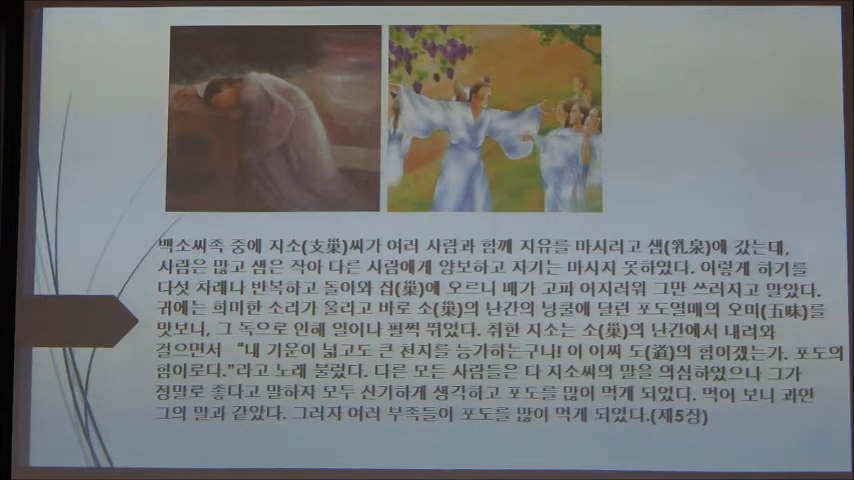 백소씨족 중에 지소(支巢)씨가 여러 사람과 함께 지유를 마시려고 샘(乳泉)에 갔는데,
사람은 많고 샘은 작아 다른 사람에게 양보하고 자기는 마시지 못하였다. 이렇게 하기를
다섯 차례나 반복하고 돌아와 집(巢)에 오르니 배가 고파 어지러워 그만 쓰러지고 말았다.
귀에는 희미한 소리가 울리고 바로 소(巢)의 난간의 넝쿨에 달린 포도열매의 오미(五味)를
맛보니, 그 독으로 인해 일어나 펄쩍 뛰었다. 취한 지소는 소(巢)의 난간에서 내려와
걸으면서 "내 기운이 넓고도 큰 천지를 능가하는구나! 이 어찌 도(道)의 힘이겠는가. 포도의
힘이로다."라고 노래 불렀다. 다른 모든 사람들은 다 지소씨의 말을 의심하였으나 그가
정말로 좋다고 말하자 모두 신기하게 생각하고 포도를 많이 먹게 되었다. 먹어 보니 과연
그의 말과 같았다. 그러자 여러 부족들이 포도를 많이 먹게 되었다.(제5장)